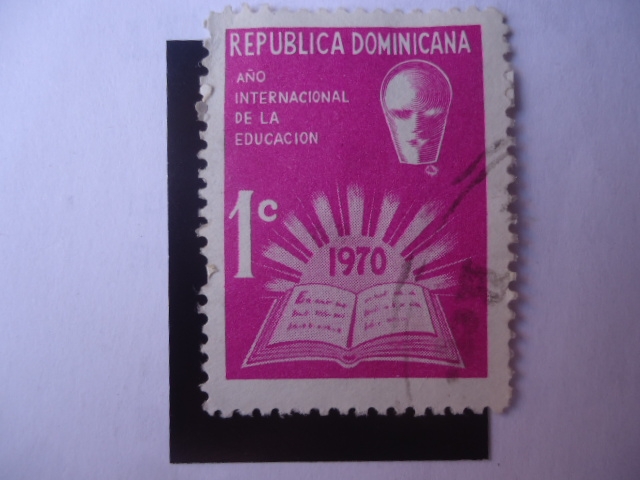 REPUBLICA DOMINICANA
AÑO
INTERNACIONAL
DE LA
EDUCACION
1c
1970